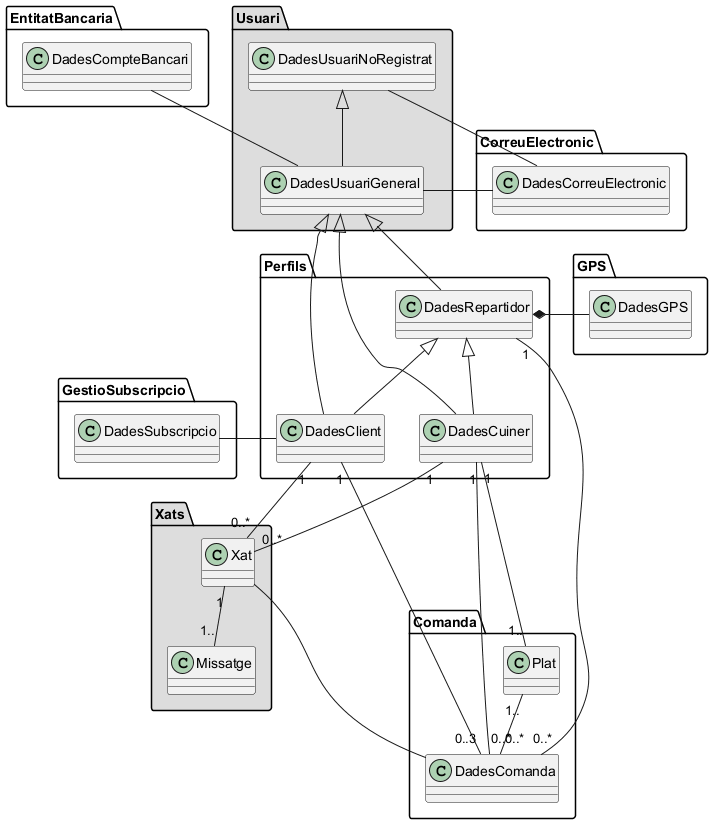 EntitatBancaria
Usuari
C DadesCompteBancari
C DadesUsuariNoRegistrat
CorreuElectronic
C DadesUsuariGeneral
C DadesCorreuElectronic
Perfils
GPS
C DadesRepartidor
C DadesGPS
1
GestioSubscripcio
C DadesSubscripcio
C DadesClient
C DadesCuiner
1
1
1
1
1
Xats
0..*
0..*
C Xat
1
1..
C Missatge
Comanda
1..
C Plat
1..
0..3
0..*
0..*
0..*
C DadesComanda